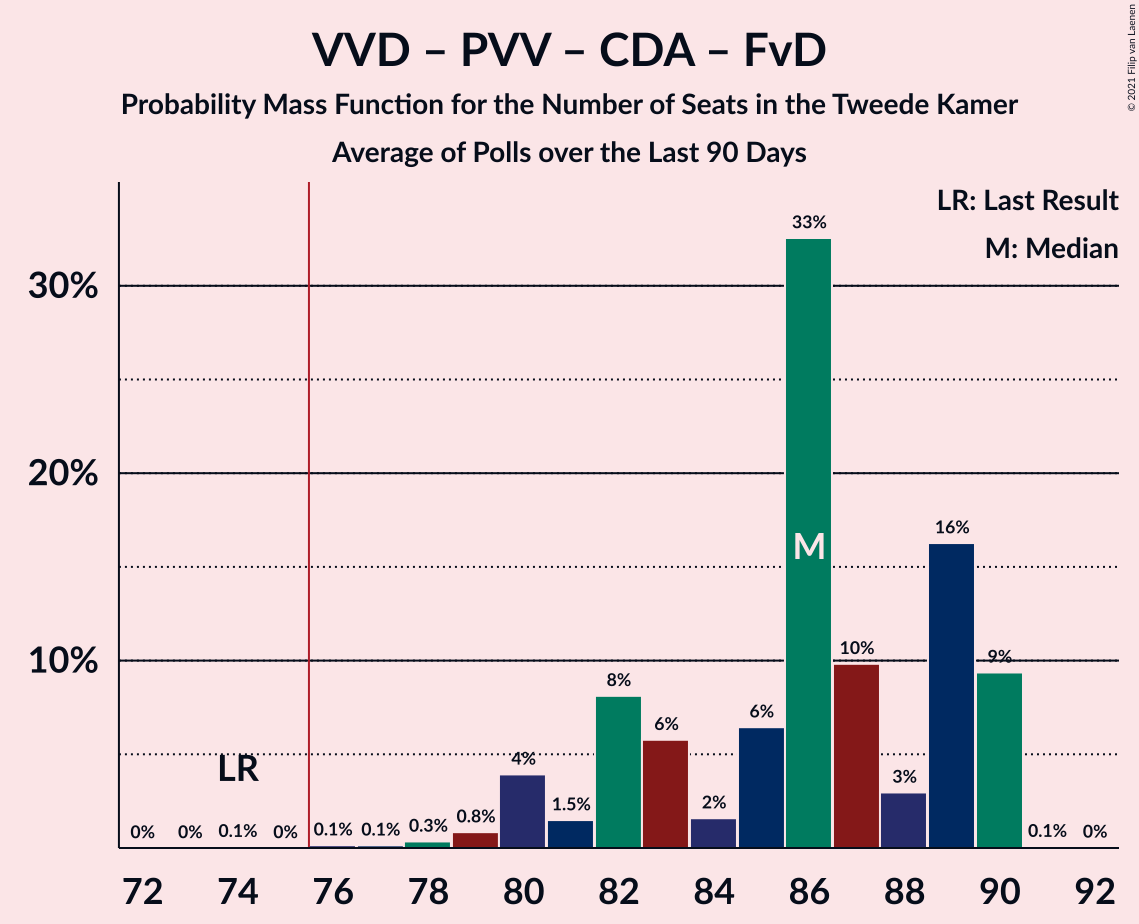 VVD – PVV – CDA – FvD
Probability Mass Function for the Number of Seats in the Tweede Kamer
Average of Polls over the Last 90 Days
© 2021 Filip van Laenen
LR: Last Result
M: Median
30%
20%
10%
33%
16%
10%
9%
8%
6%
6%
4%
3%
2%
1.5%
0.8%
0.3%
0.1%
0.1%
0%
0.1%
0%
0%
0.1%
0%
LR
M
72 74 76 78 80 82 84 86 88 90 92